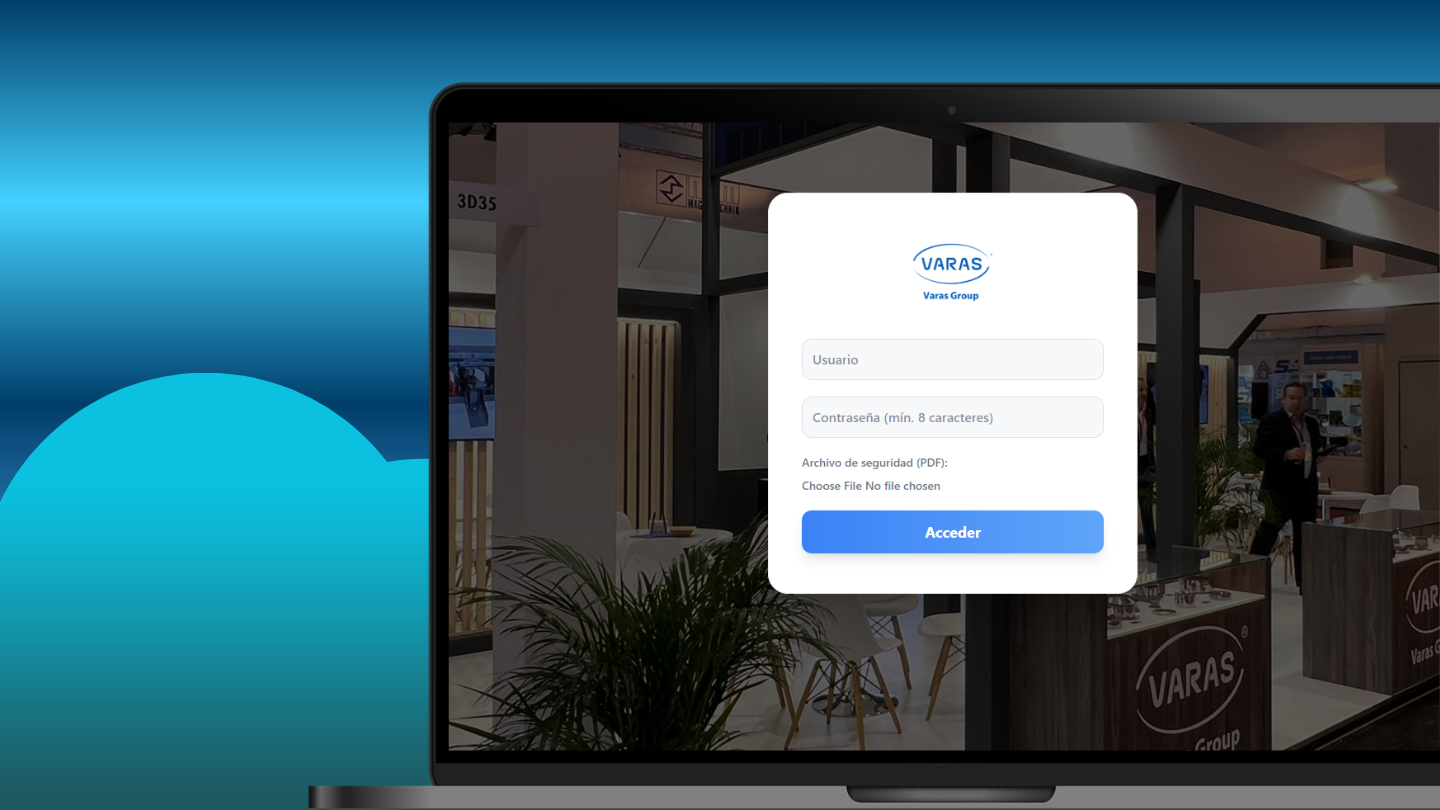 3D35
VARAS
Varas Group
Usuario
Contraseña (mín. 8 caracteres)
Archivo de seguridad (PDF):
Choose File No file chosen
Acceder
VARAS
Group
VAR
Varas G